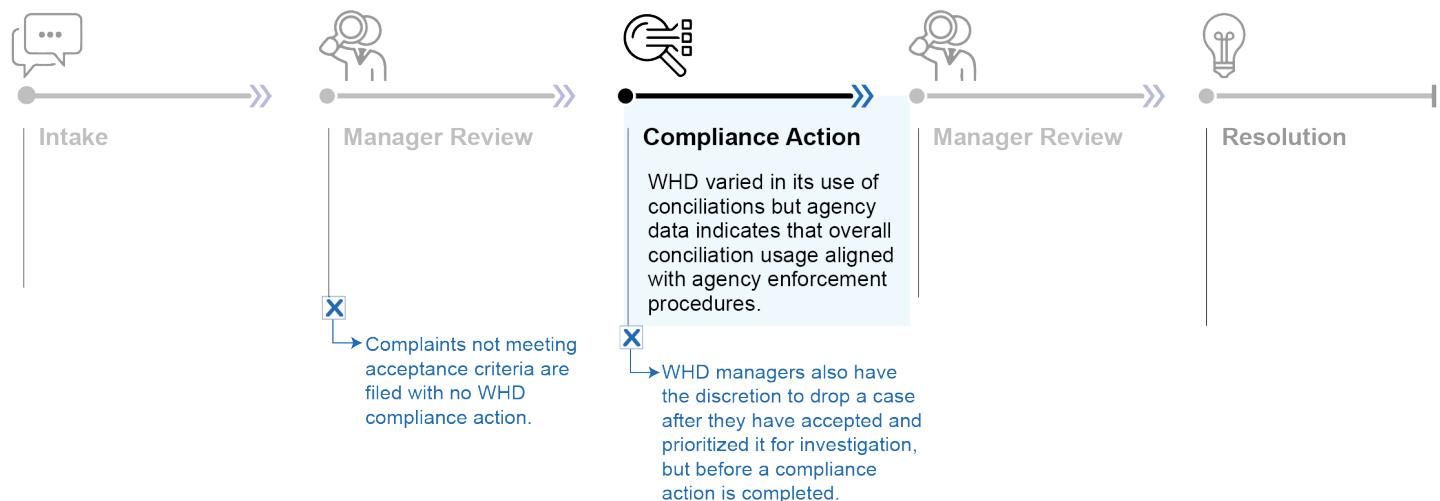 Intake
Manager Review
Compliance Action
Manager Review
Resolution
WHD varied in its use of
conciliations but agency
data indicates that overall
conciliation usage aligned
with agency enforcement
procedures.
Complaints not meeting
acceptance criteria are
filed with no WHD
compliance action.
WHD managers also have
the discretion to drop a case
after they have accepted and
prioritized it for investigation,
but before a compliance
action is completed.